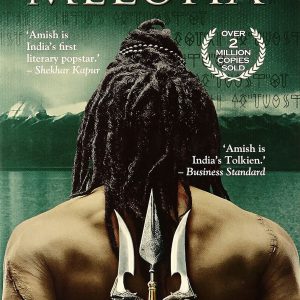 MELUHA
'Amish is
India's first
literary popstar.'
– Shekhar Kapur
OVER
2
MILLION
COPIES
SOLD
'Amish is
India's Tolkien.'
– Business Standard